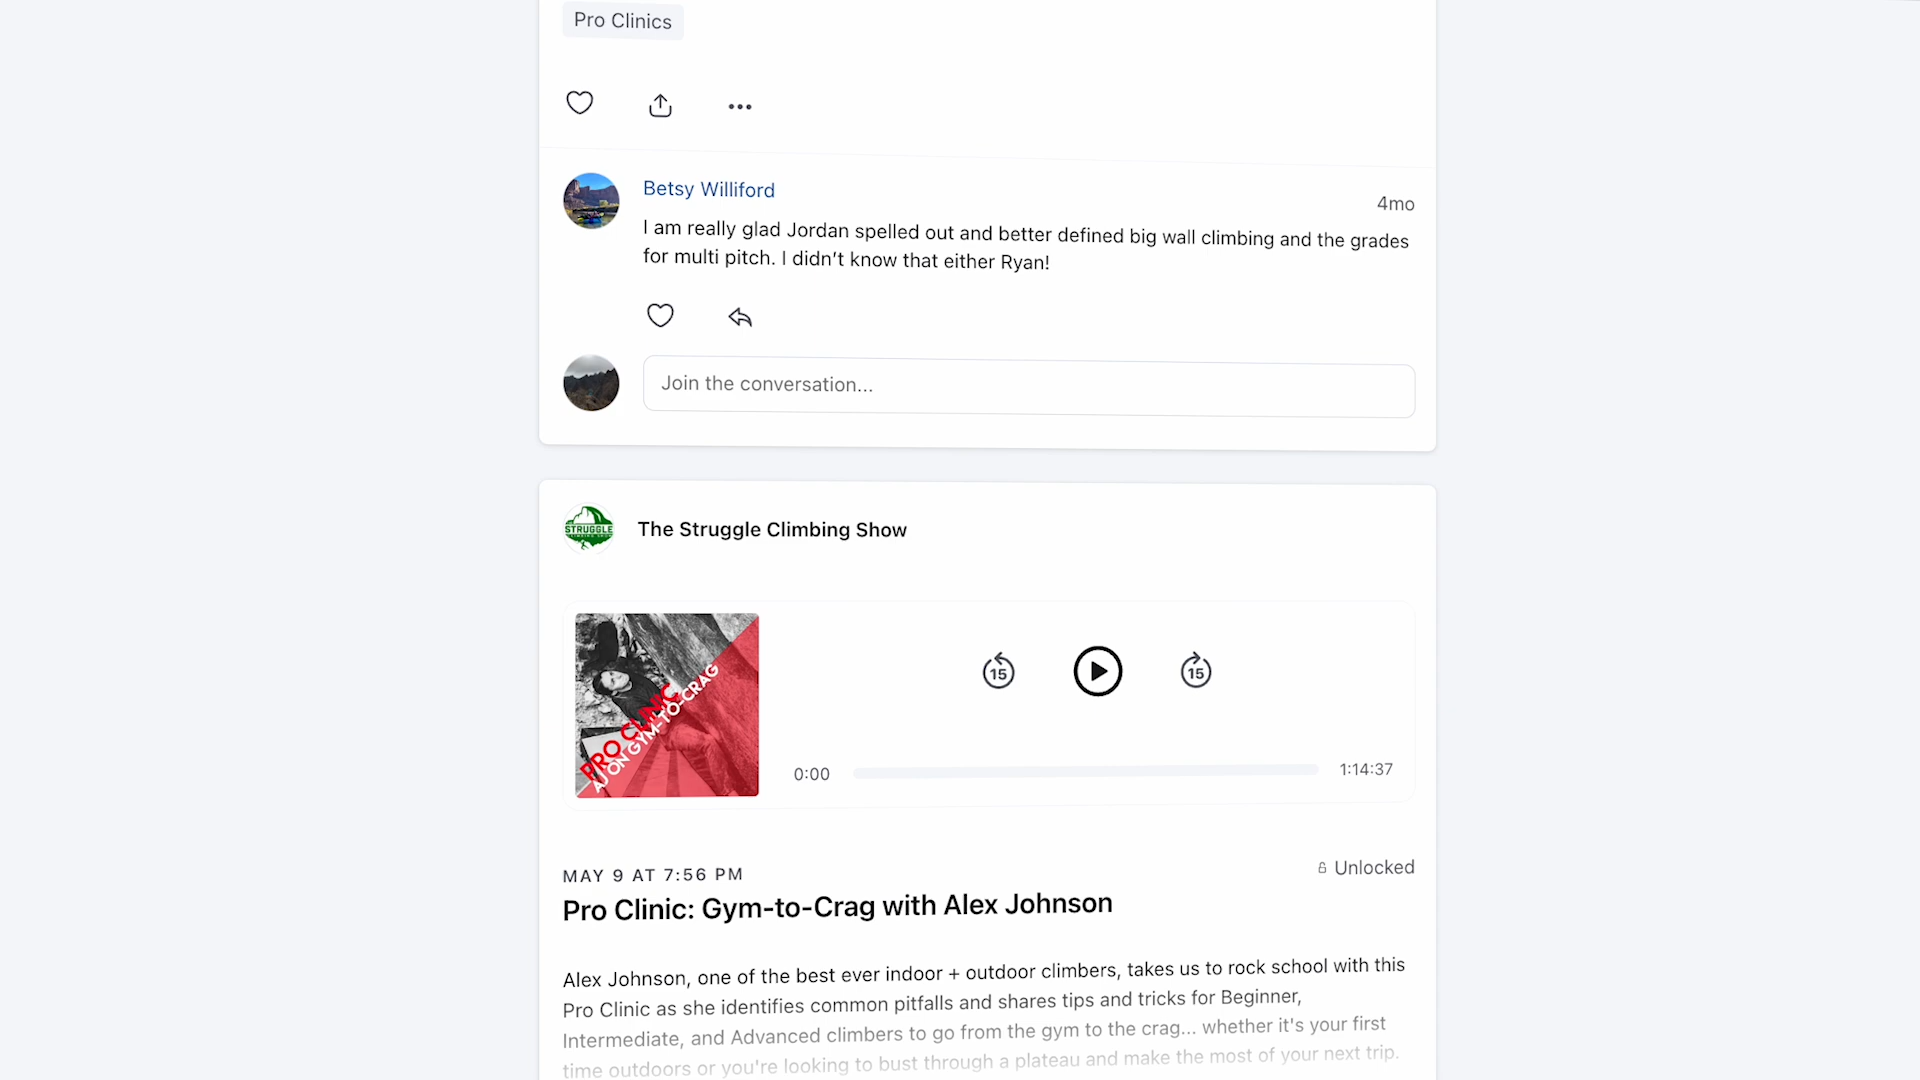 Pro Clinics
Betsy Williford
4mo
I am really glad Jordan spelled out and better defined big wall climbing and the grades
for multi pitch. I didn’t know that either Ryan!
Join the conversation...
STRUGGLE
CLIMBING SHOW
The Struggle Climbing Show
15
15
PRO CLINIC
AJ ON GYM-TO-CRAG
0:00
1:14:37
MAY 9 AT 7:56 PM
Unlocked
Pro Clinic: Gym-to-Crag with Alex Johnson
Alex Johnson, one of the best ever indoor + outdoor climbers, takes us to rock school with this
Pro Clinic as she identifies common pitfalls and shares tips and tricks for Beginner,
Intermediate, and Advanced climbers to go from the gym to the crag... whether it's your first
time outdoors or you're looking to bust through a plateau and make the most of your next trip.